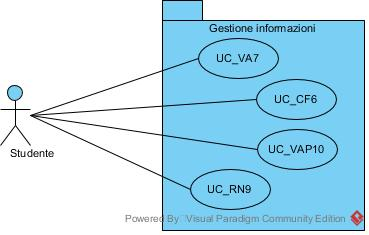 Gestione informazioni
UC_VA7
UC_CF6
UC_VAP10
UC_RN9
Studente
Powered By Visual Paradigm Community Edition